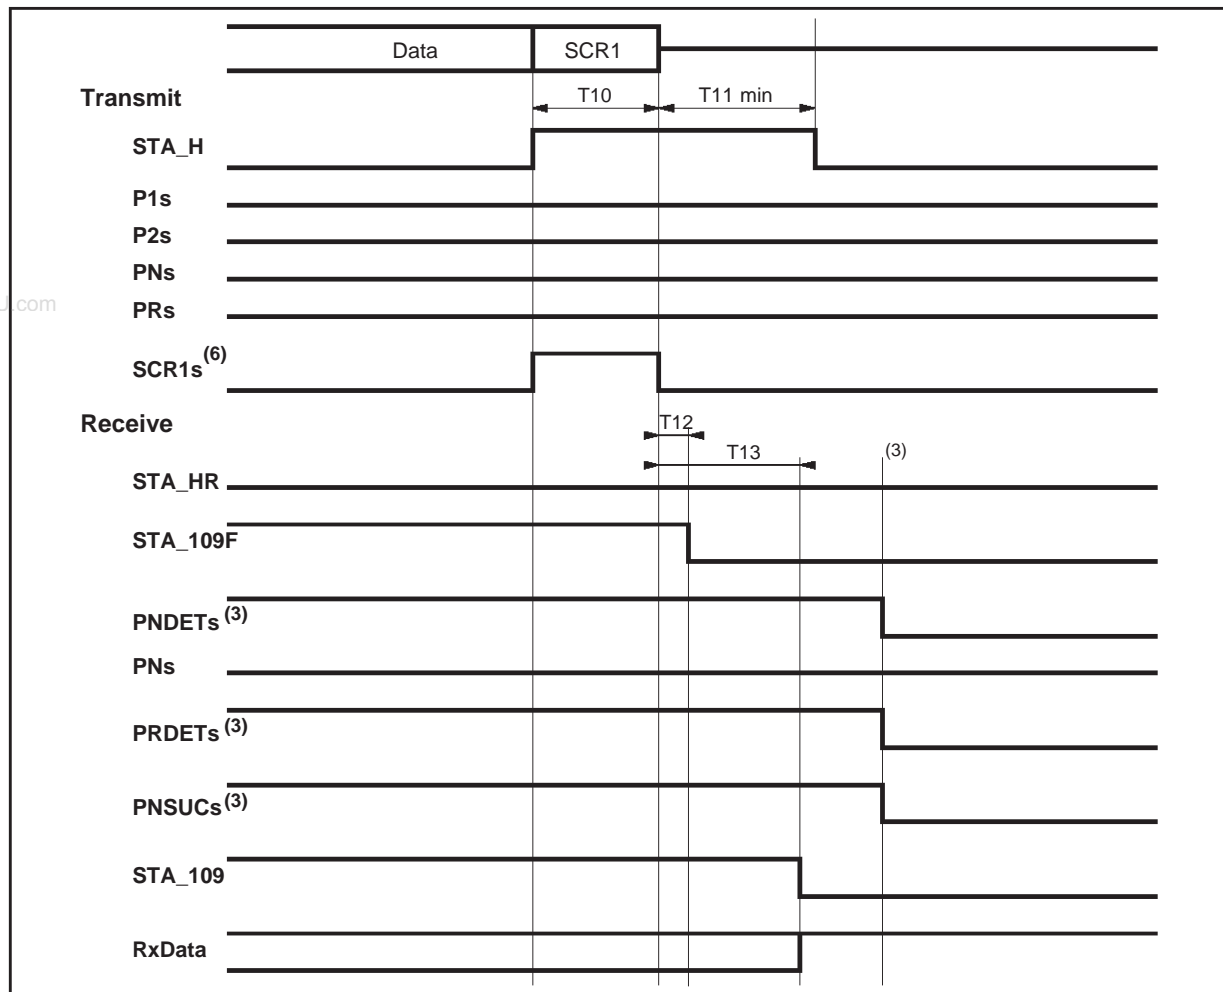 Data SCR1
Transmit
T10 T11 min
STA_H
P1s
P2s
PNs
PRs
J.com
SCR1s(6)
Receive
T12
T13 (3)
STA_HR
STA_109F
PNDETs(3)
PNs
PRDETs(3)
PNSUCs(3)
STA_109
RxData